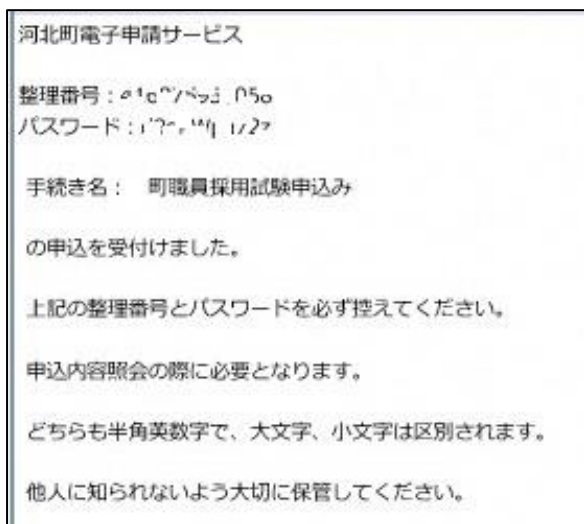 河北町電子申請サービス
整理番号:
パスワード:
手続き名: 町職員採用試験申込み
の申込を受付けました。
上記の整理番号とパスワードを必ず控えてください。
申込内容照会の際に必要となります。
どちらも半角英数字で、大文字、小文字は区別されます。
他人に知られないよう大切に保管してください。